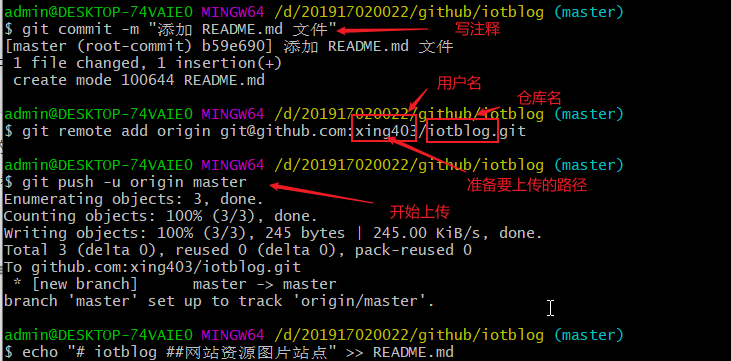 admin@DESKTOP-74VAIE0 MINGW64 /d/201917020022/github/iotblog (master)
$ git commit -m "添加 README.md 文件"
写注释
[master (root-commit) b59e690] 添加 README.md 文件
1 file changed, 1 insertion(+)
create mode 100644 README.md
用户名
仓库名
admin@DESKTOP-74VAIE0 MINGW64 /d/201917020022/github/iotblog (master)
$ git remote add origin git@github.com:xing403/iotblog.git
admin@DESKTOP-74VAIE0 MINGW64 /d/201917020022/github/iotblog (master)
$ git push -u origin master
准备要上传的路径
Enumerating objects: 3, done.
开始上传
Counting objects: 100% (3/3), done.
Writing objects: 100% (3/3), 245 bytes | 245.00 KiB/s, done.
Total 3 (delta 0), reused 0 (delta 0), pack-reused 0
To github.com:xing403/iotblog.git
* [new branch] master -> master
branch 'master' set up to track 'origin/master'.
admin@DESKTOP-74VAIE0 MINGW64 /d/201917020022/github/iotblog (master)
$ echo "# iotblog ##网站资源图片站点" >> README.md